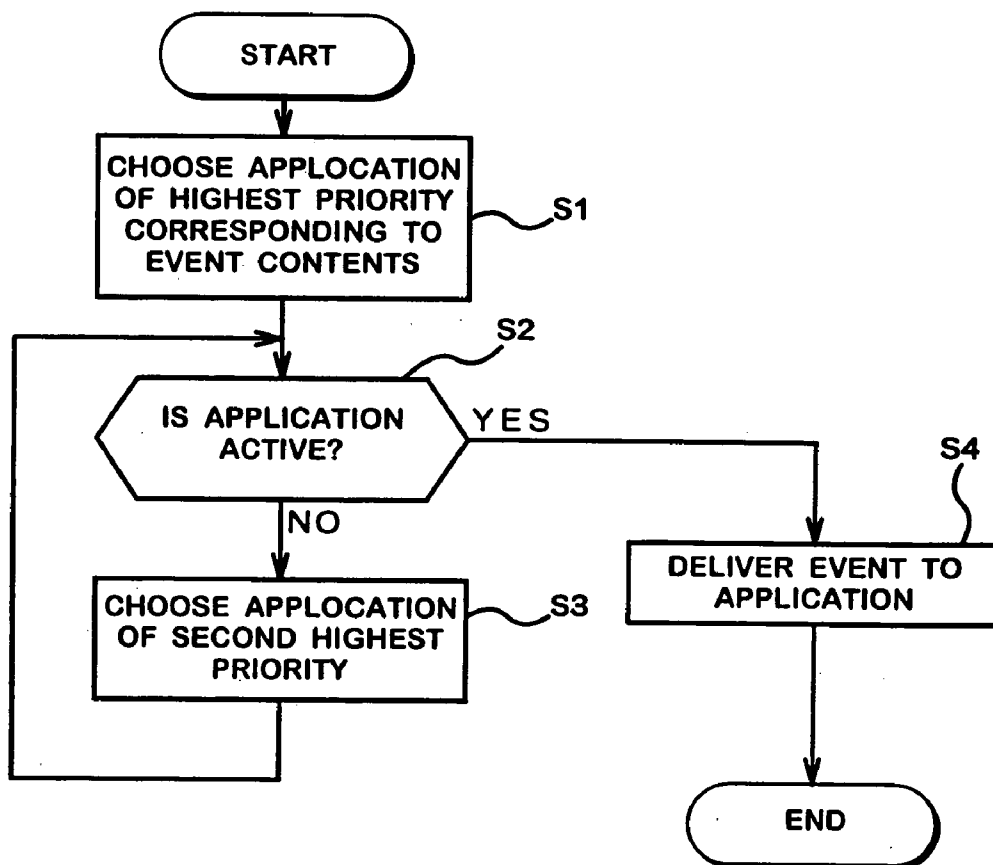 START
CHOOSE APPLOCATION
OF HIGHEST PRIORITY
CORRESPONDING TO
EVENT CONTENTS
S1
S2
IS APPLICATION
ACTIVE?
YES
NO
S4
DELIVER EVENT TO
APPLICATION
CHOOSE APPLOCATION
OF SECOND HIGHEST
PRIORITY
S3
END